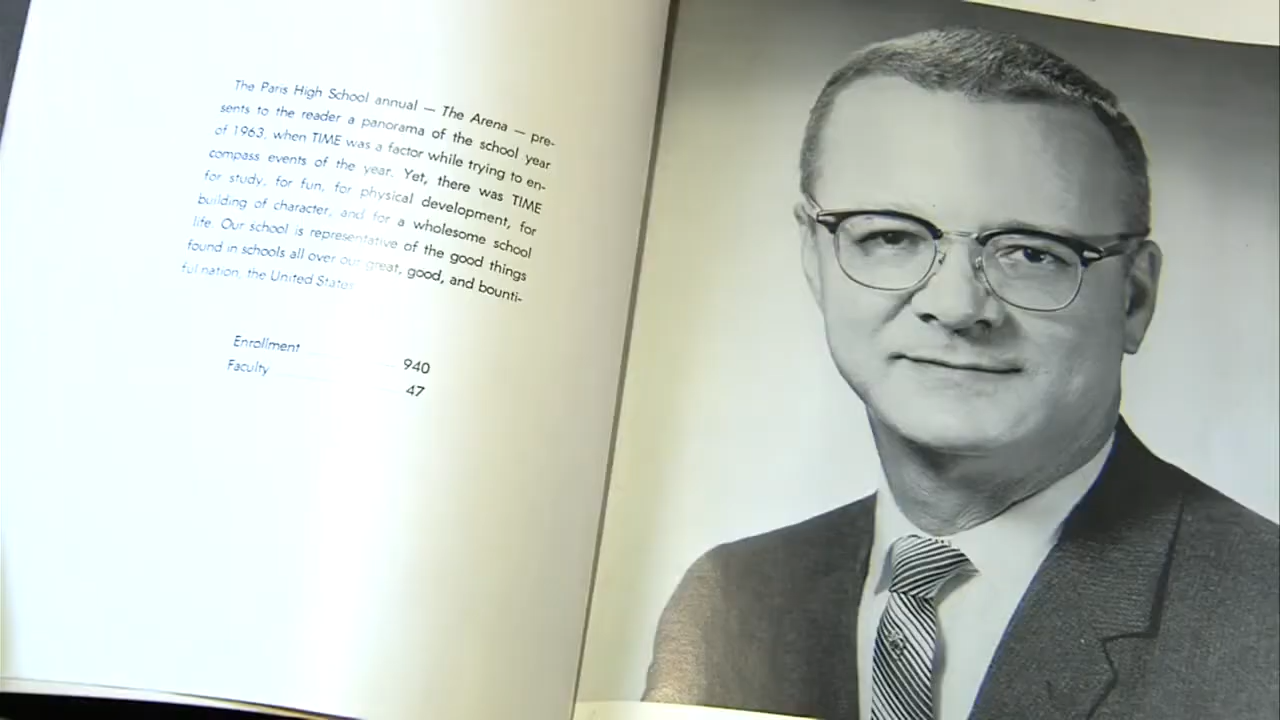 The Paris High School annual — The Arena — pre-
sents to the reader a panorama of the school year
of 1963, when TIME was a factor while trying to en-
compass events of the year. Yet, there was TIME
for study, for fun, for physical development, for
building of character, and for a wholesome school
life. Our school is representative of the good things
found in schools all over our great, good, and bounti-
ful nation, the United States
Enrollment 940
Faculty 47